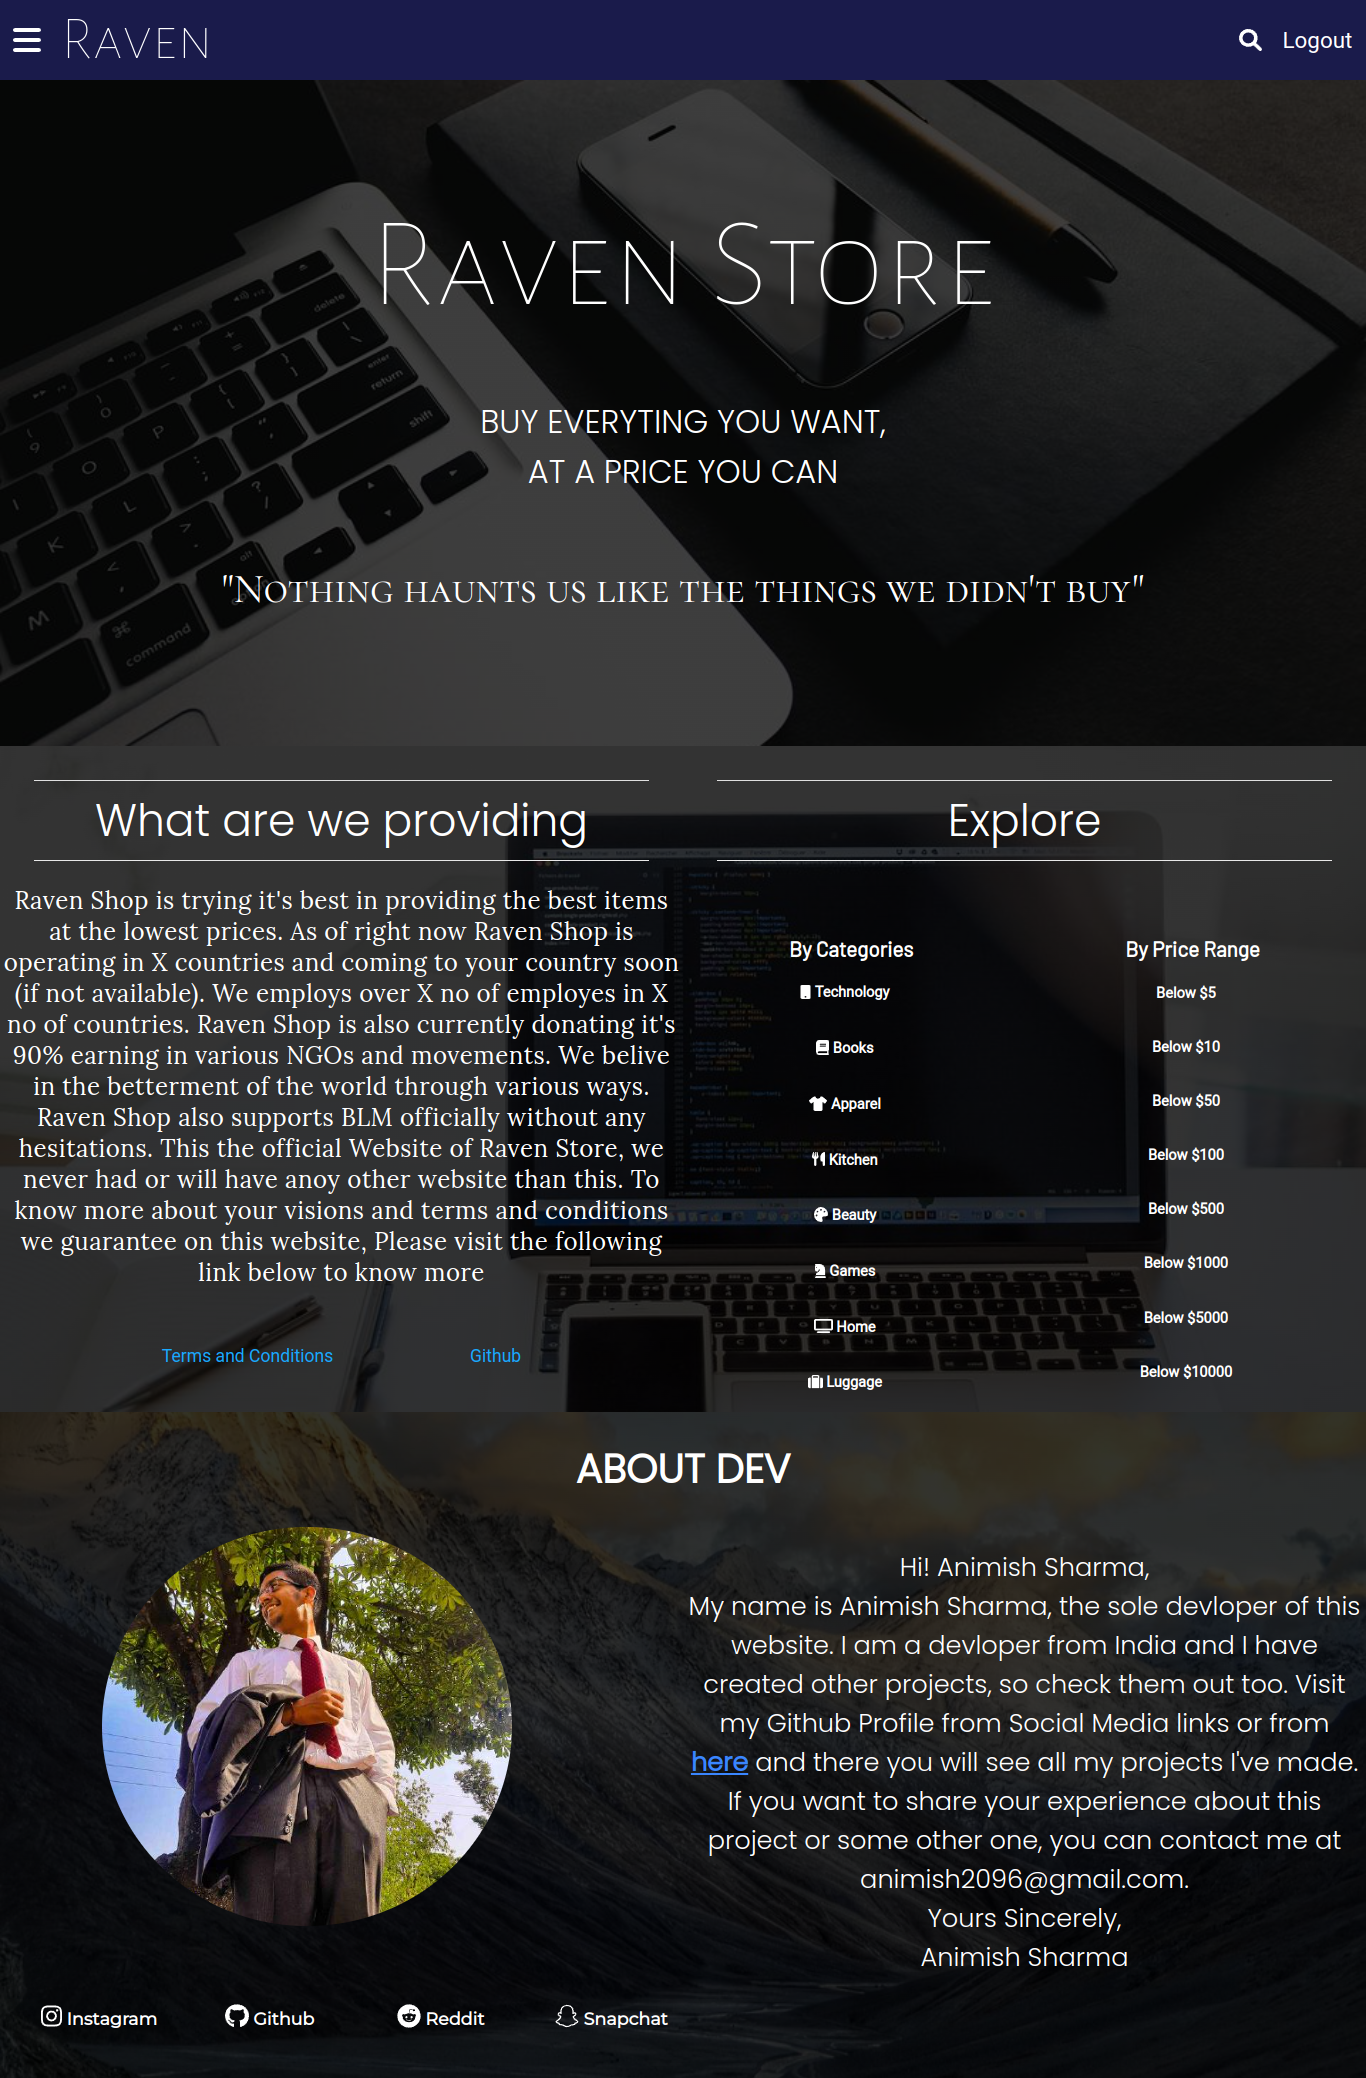 Raven
Logout
Raven Store
BUY EVERYTING YOU WANT,
AT A PRICE YOU CAN
"Nothing haunts us like the things we didn't buy"
What are we providing
Raven Shop is trying it's best in providing the best items
at the lowest prices. As of right now Raven Shop is
operating in X countries and coming to your country soon
(if not available). We employs over X no of employes in X
no of countries. Raven Shop is also currently donating it's
90% earning in various NGOs and movements. We belive
in the betterment of the world through various ways.
Raven Shop also supports BLM officially without any
hesitations. This the official Website of Raven Store, we
never had or will have anoy other website than this. To
know more about your visions and terms and conditions
we guarantee on this website, Please visit the following
link below to know more
Terms and Conditions
Github
Explore
By Categories
Technology
Books
Apparel
Kitchen
Beauty
Games
Home
Luggage
By Price Range
Below $5
Below $10
Below $50
Below $100
Below $500
Below $1000
Below $5000
Below $10000
ABOUT DEV
Hi! Animish Sharma,
My name is Animish Sharma, the sole devloper of this
website. I am a devloper from India and I have
created other projects, so check them out too. Visit
my Github Profile from Social Media links or from
here and there you will see all my projects I've made.
If you want to share your experience about this
project or some other one, you can contact me at
animish2096@gmail.com.
Yours Sincerely,
Animish Sharma
Instagram
Github
Reddit
Snapchat